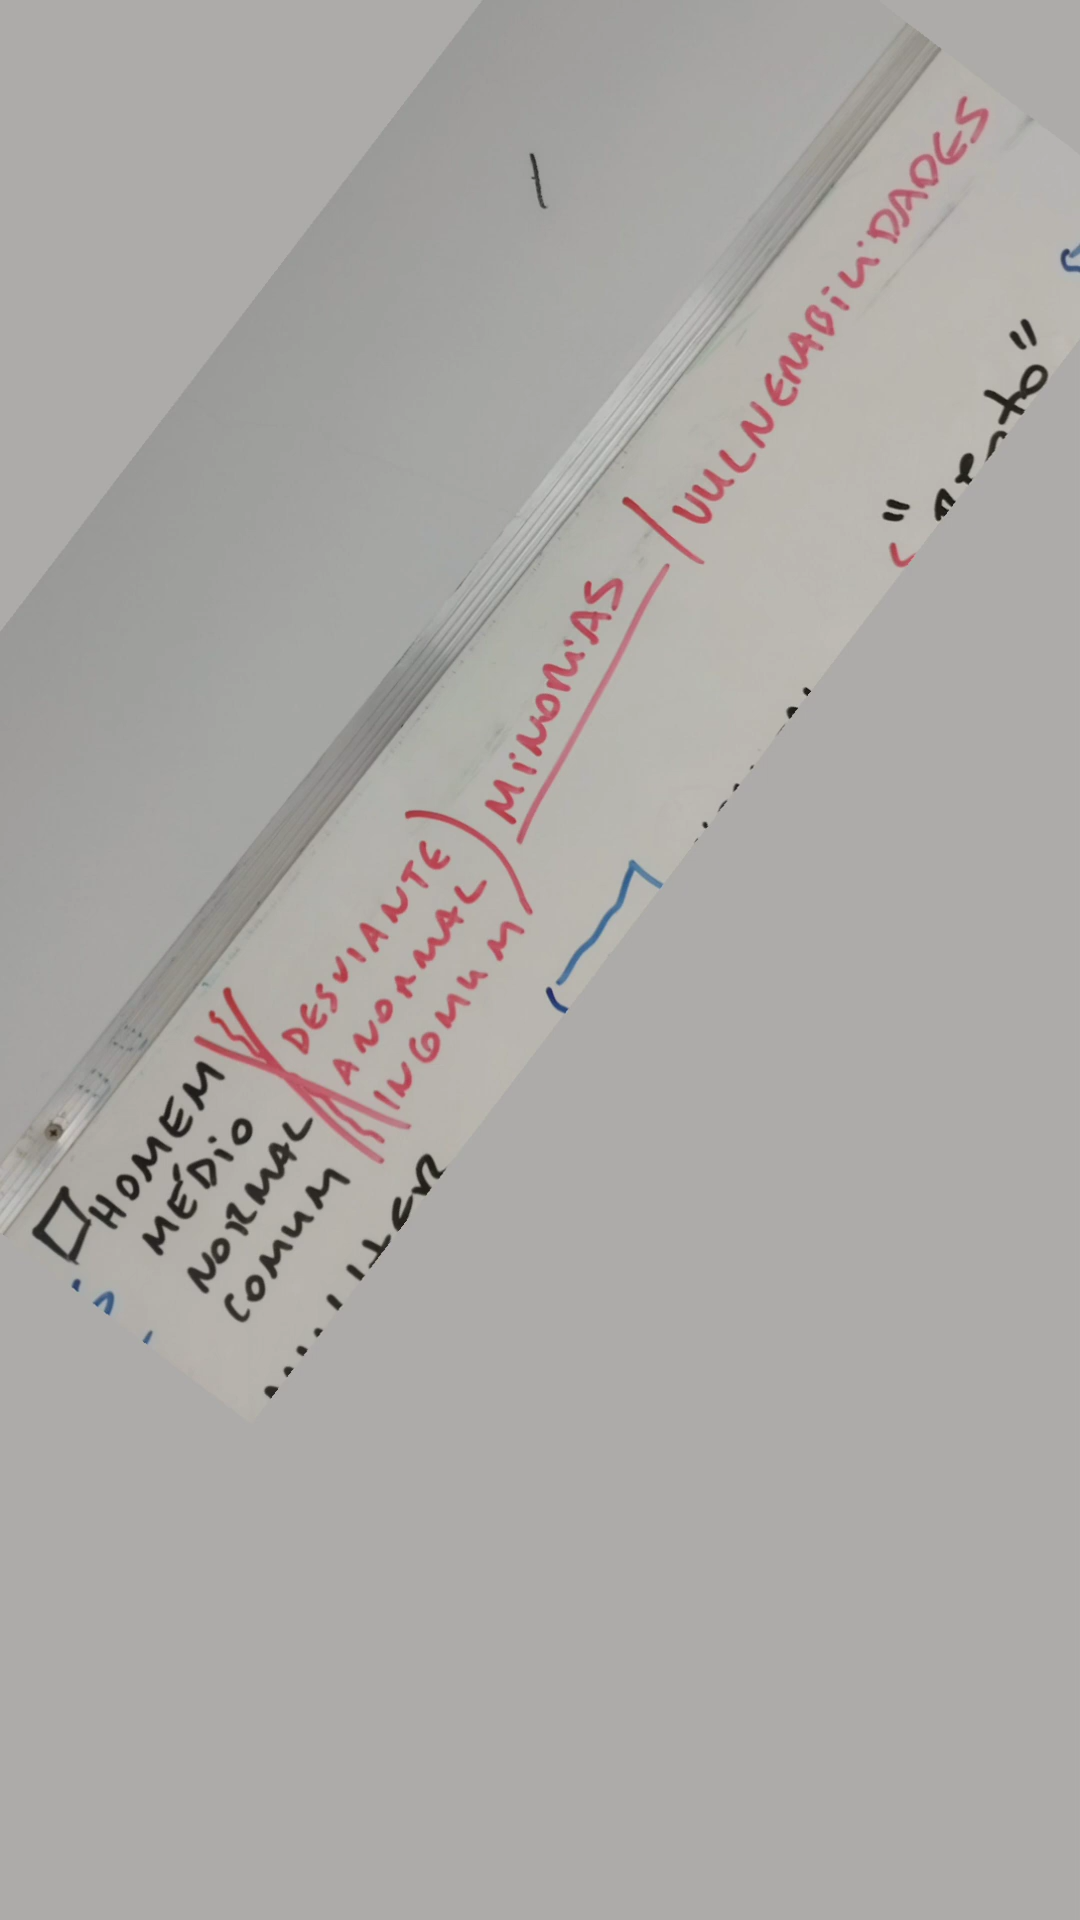 HOMEM
MÉDIO
NORMAL
COMUM
DESVIANTE
ANORMAL
INCOMUM
MINORIAS / VULNERABILIDADES